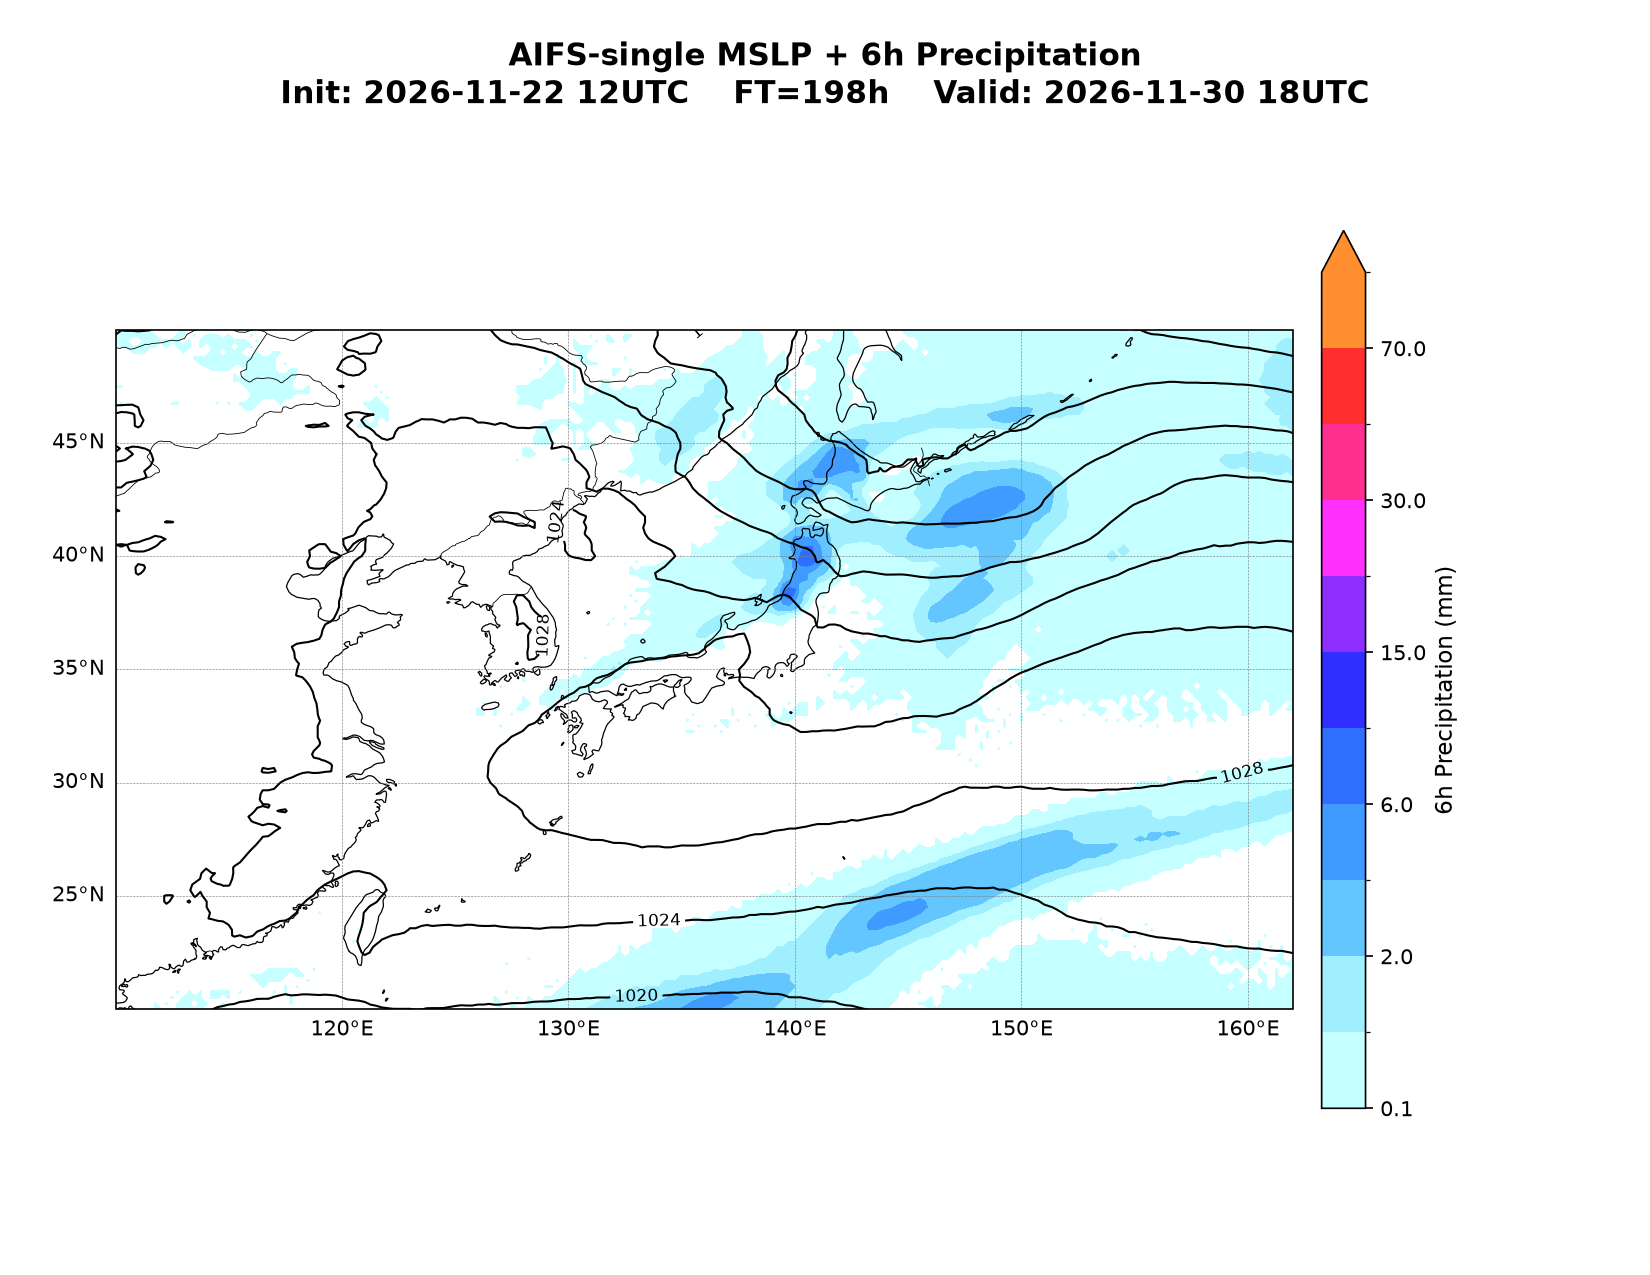 AIFS-single MSLP + 6h Precipitation
Init: 2026-11-22 12UTC    FT=198h    Valid: 2026-11-30 18UTC
70.0
30.0
15.0
6.0
2.0
0.1
6h Precipitation (mm)
45°N
40°N
35°N
30°N
25°N
1024
1028
1028
1024
1020
120°E
130°E
140°E
150°E
160°E